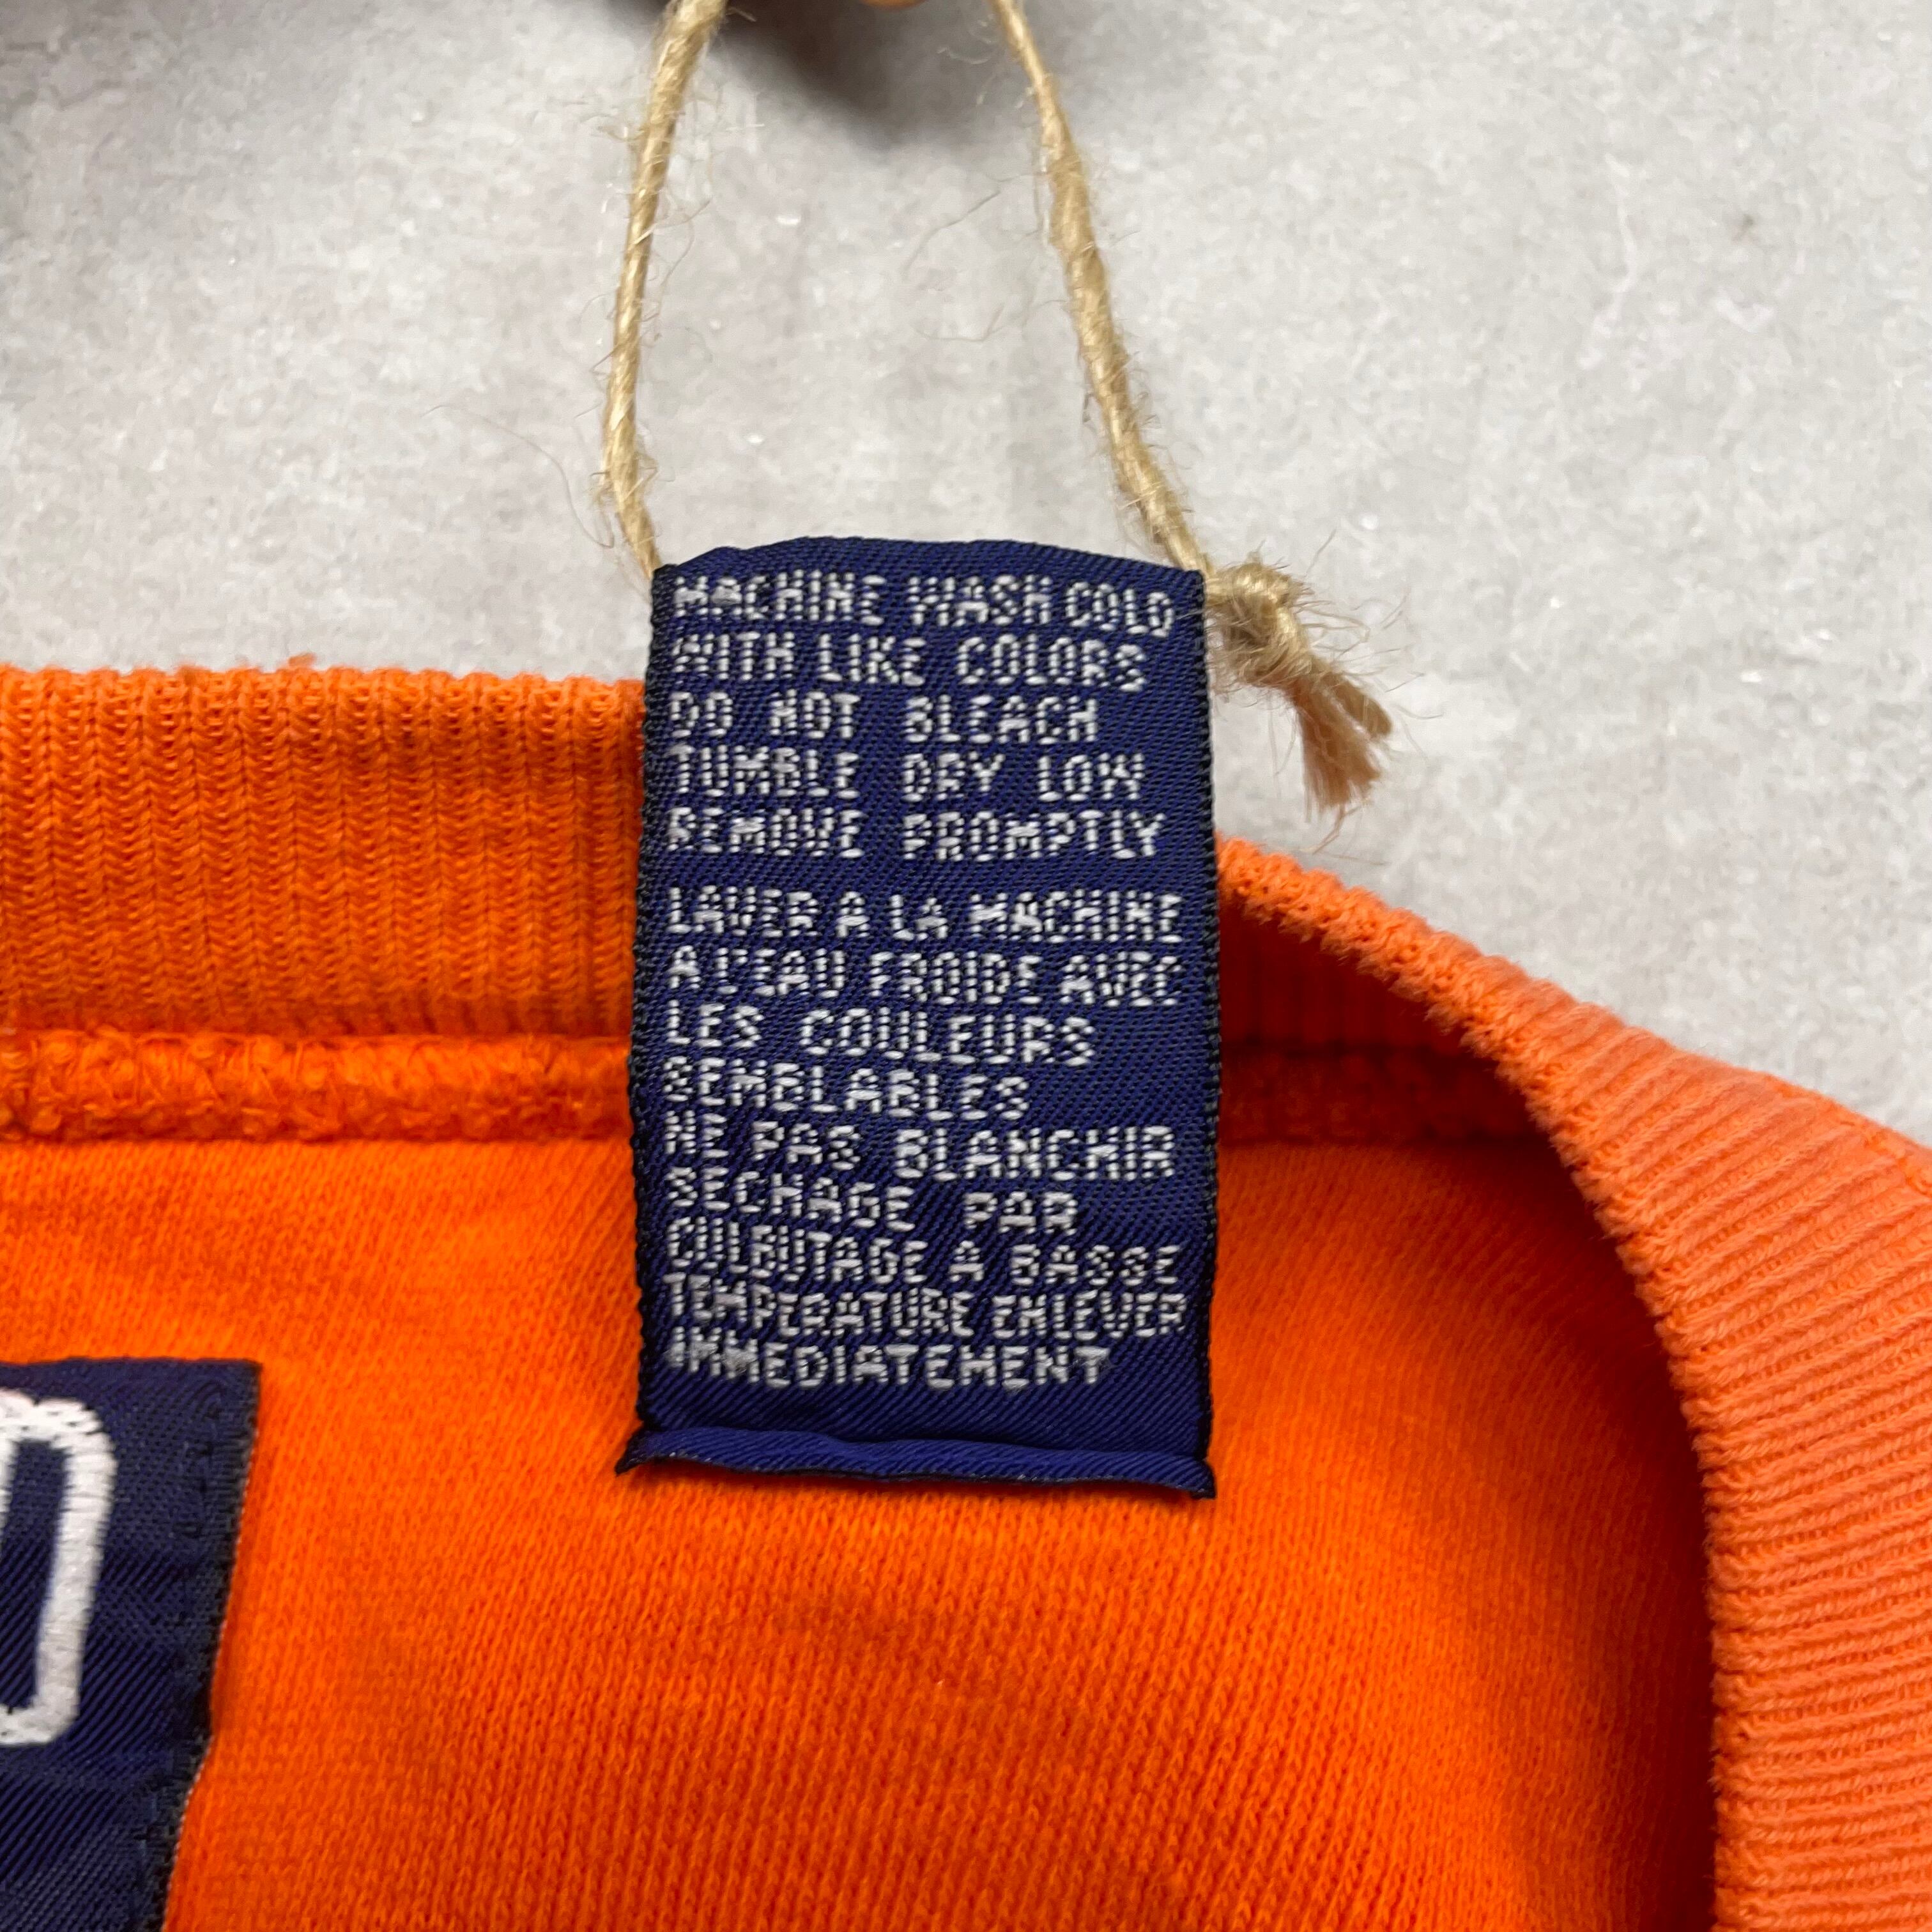 MACHINE WASH COLD
WITH LIKE COLORS
DO NOT BLEACH
TUMBLE DRY LOW
REMOVE PROMPTLY
LAVER A LA MACHINE
A L'EAU FROIDE AVEC
LES COULEURS
SEMBLABLES
NE PAS BLANCHIR
SECHAGE PAR
CULBUTAGE A BASSE
TEMPERATURE ENLEVER
IMMEDIATEMENT